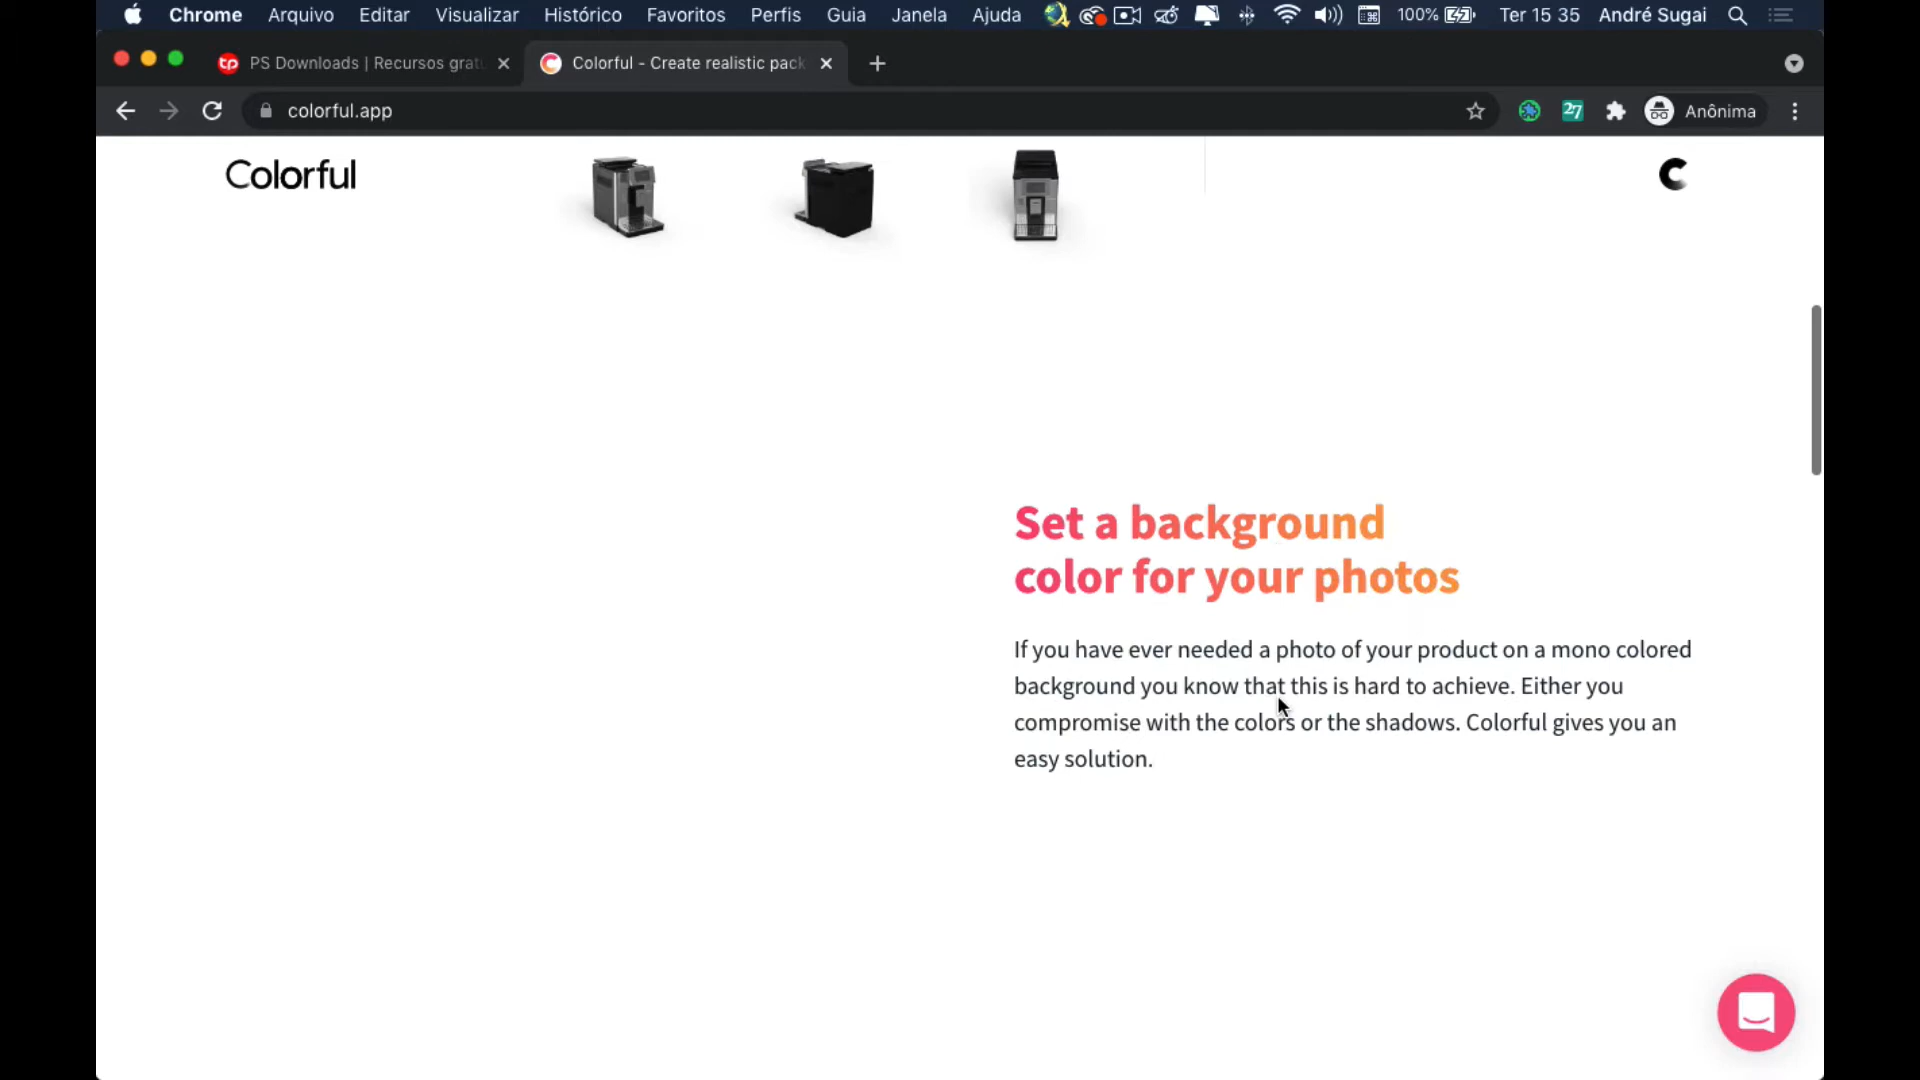 Chrome Arquivo Editar Visualizar Histórico Favoritos Perfis Guia Janela Ajuda 100% Ter 15 35 André Sugai
tp PS Downloads | Recursos grat Colorful - Create realistic pack
colorful.app 27 Anônima
Colorful
Set a background
color for your photos
If you have ever needed a photo of your product on a mono colored
background you know that this is hard to achieve. Either you
compromise with the colors or the shadows. Colorful gives you an
easy solution.